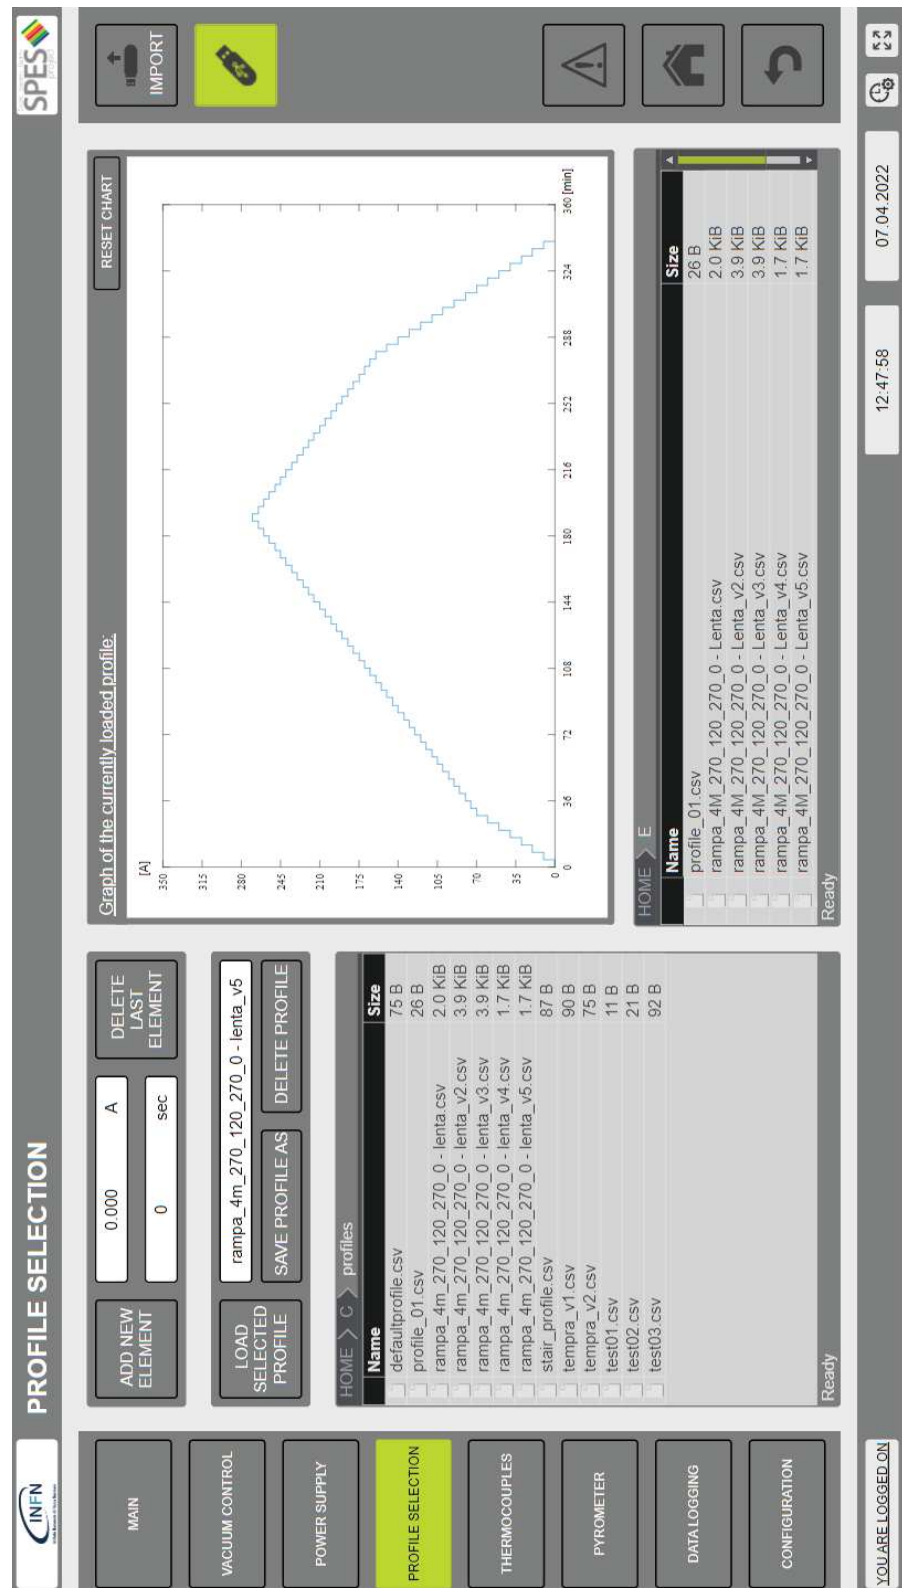 INFN
PROFILE SELECTION
SPES
MAIN
VACUUM CONTROL
POWER SUPPLY
PROFILE SELECTION
THERMOCOUPLES
PYROMETER
DATA LOGGING
CONFIGURATION
ADD NEW
ELEMENT
0.000 A
0 sec
DELETE
LAST
ELEMENT
LOAD
SELECTED
PROFILE
rampa_4m_270_120_270_0 - lenta_v5
SAVE PROFILE AS
DELETE PROFILE
HOME > C > profiles
Name Size
defaultprofile.csv 75 B
profile_01.csv 26 B
rampa_4m_270_120_270_0 - lenta.csv 2.0 KiB
rampa_4m_270_120_270_0 - lenta_v2.csv 3.9 KiB
rampa_4m_270_120_270_0 - lenta_v3.csv 3.9 KiB
rampa_4m_270_120_270_0 - lenta_v4.csv 1.7 KiB
rampa_4m_270_120_270_0 - lenta_v5.csv 1.7 KiB
stair_profile.csv 87 B
tempra_v1.csv 90 B
tempra_v2.csv 75 B
test01.csv 11 B
test02.csv 21 B
test03.csv 92 B
Ready
Graph of the currently loaded profile:
RESET CHART
[A]
350
315
280
245
210
175
140
105
70
35
0
0 36 72 108 144 180 216 252 288 324 360 [min]
HOME > E
Name Size
profile_01.csv 26 B
rampa_4M_270_120_270_0 - Lenta.csv 2.0 KiB
rampa_4M_270_120_270_0 - Lenta_v2.csv 3.9 KiB
rampa_4M_270_120_270_0 - Lenta_v3.csv 3.9 KiB
rampa_4M_270_120_270_0 - Lenta_v4.csv 1.7 KiB
rampa_4M_270_120_270_0 - Lenta_v5.csv 1.7 KiB
Ready
IMPORT
YOU ARE LOGGED ON
12:47:58
07.04.2022